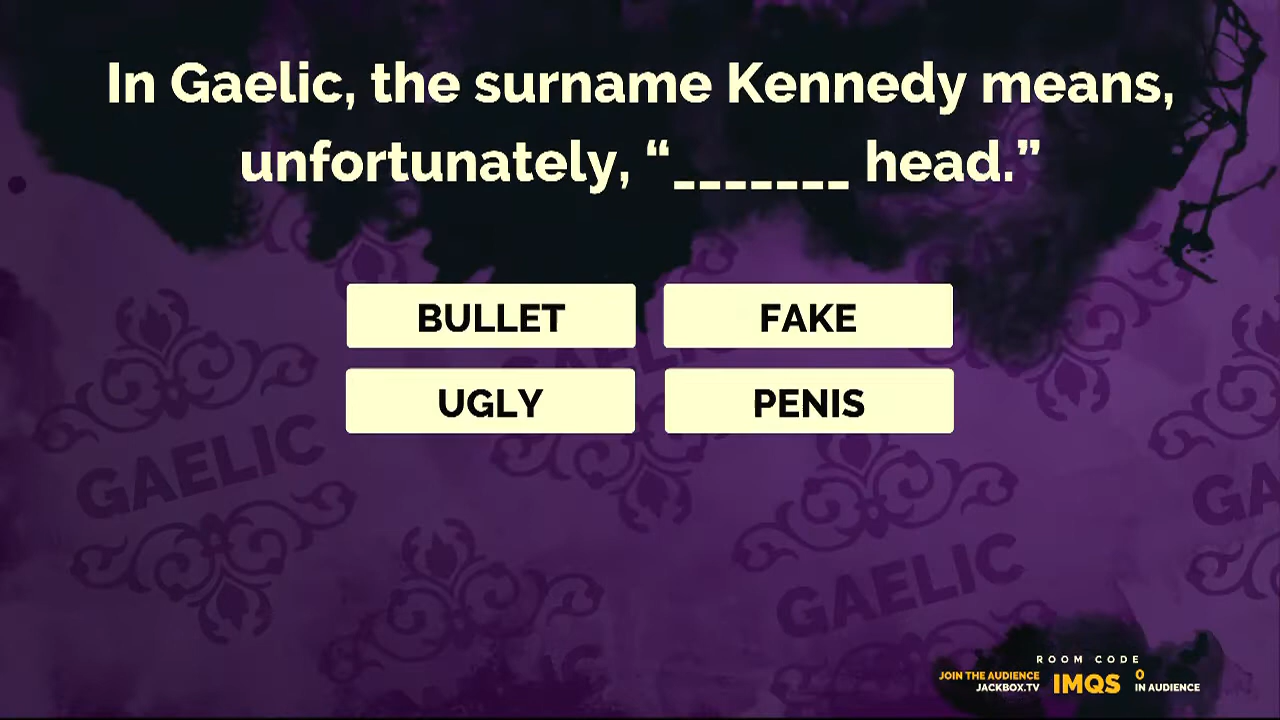 In Gaelic, the surname Kennedy means,
unfortunately, “_______ head.”
BULLET
FAKE
UGLY
PENIS
GAELIC
GAELIC
GAELIC
ROOM CODE
JOIN THE AUDIENCE
JACKBOX.TV
IMQS
0
IN AUDIENCE